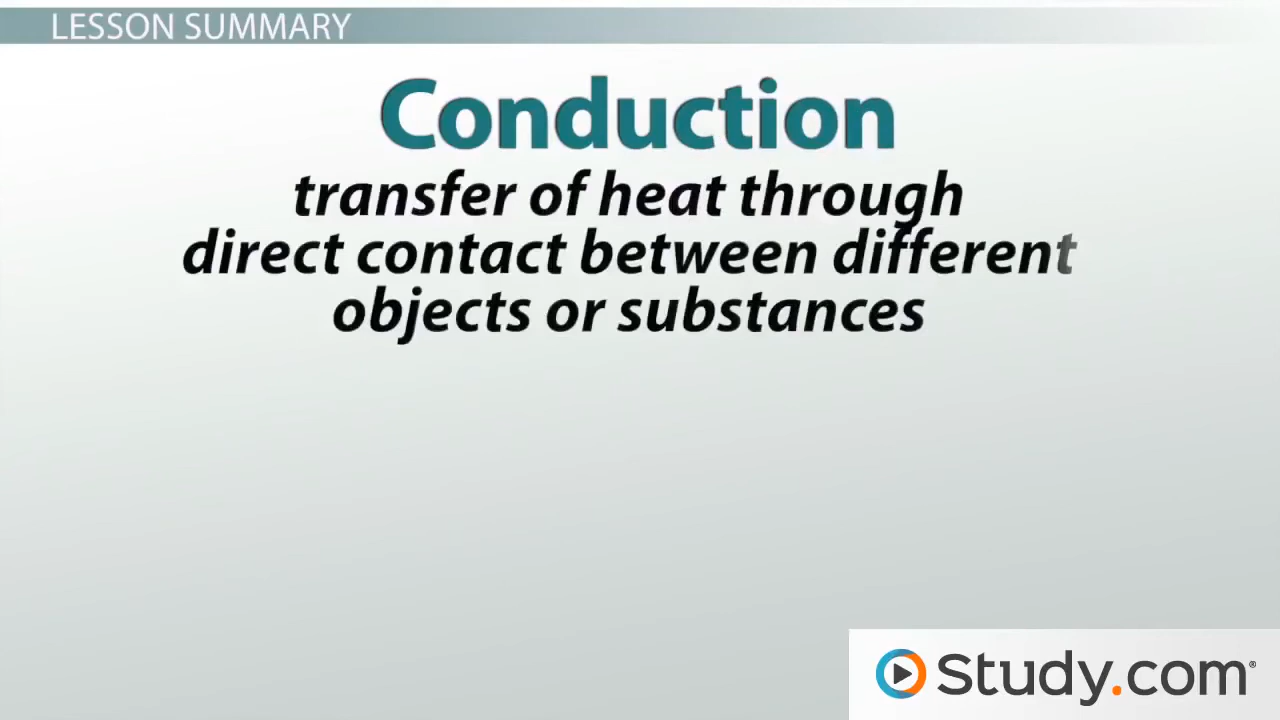 LESSON SUMMARY
Conduction
transfer of heat through
direct contact between different
objects or substances
Study.com®